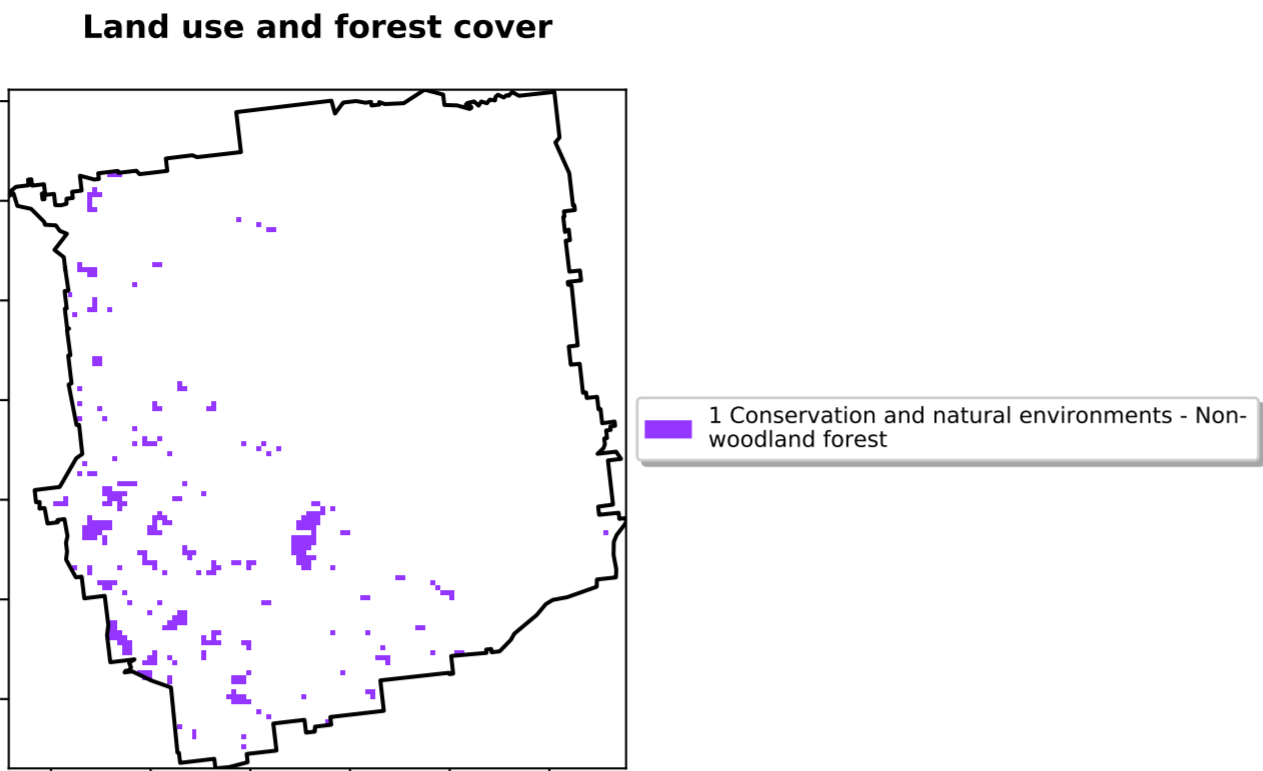 Land use and forest cover
1 Conservation and natural environments - Non-
woodland forest